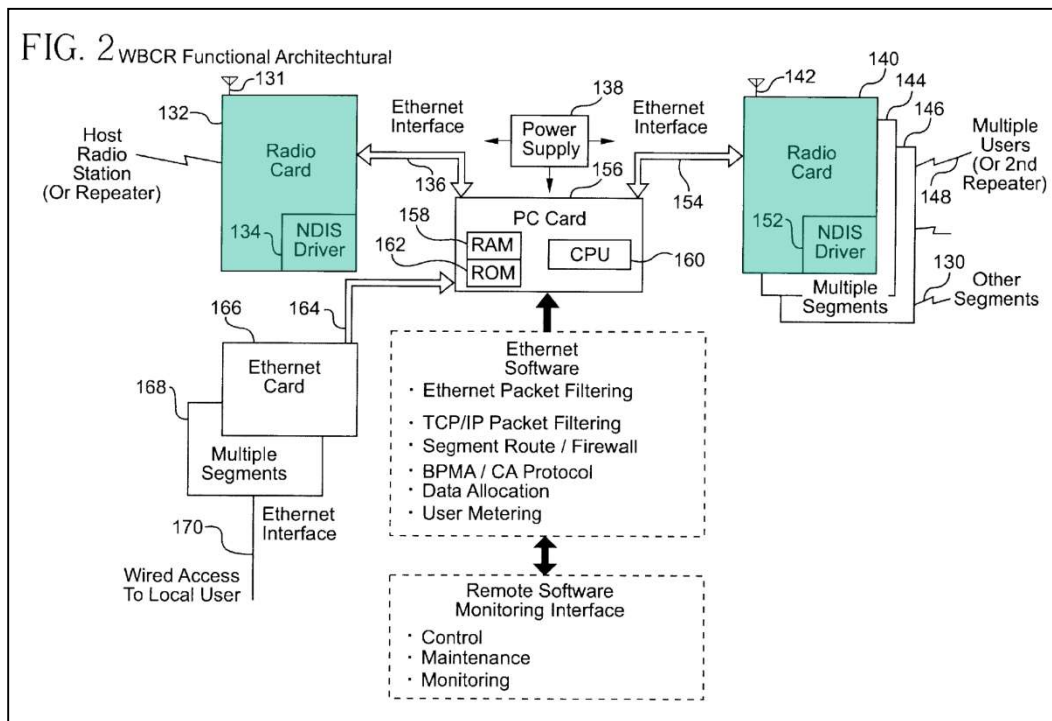 FIG. 2 WBCR Functional Architechtural
131
132
Host
Radio
Station
(Or Repeater)
Radio
Card
134
NDIS
Driver
Ethernet
Interface
136
138
Power
Supply
Ethernet
Interface
154
156
PC Card
158
RAM
162
ROM
CPU
160
142
140
144
146
Radio
Card
152
NDIS
Driver
Multiple
Segments
Multiple
Users
(Or 2nd
Repeater)
148
130
Other
Segments
164
166
Ethernet
Card
168
Multiple
Segments
Ethernet
Interface
170
Wired Access
To Local User
Ethernet
Software
· Ethernet Packet Filtering
· TCP/IP Packet Filtering
· Segment Route / Firewall
· BPMA / CA Protocol
· Data Allocation
· User Metering
Remote Software
Monitoring Interface
· Control
· Maintenance
· Monitoring